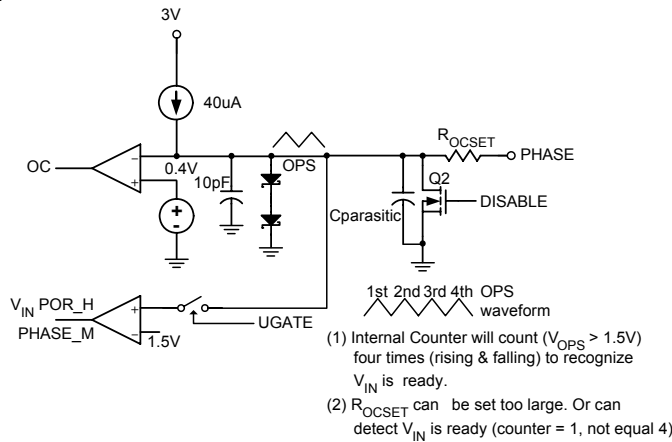 3V
40uA
OC
-
+
0.4V
10pF
OPS
ROCSET
PHASE
Q2
DISABLE
Cparasitic
+
-
VIN POR_H
PHASE_M
+
-
1.5V
UGATE
1st 2nd 3rd 4th OPS
waveform
(1) Internal Counter will count (VOPS > 1.5V)
four times (rising & falling) to recognize
VIN is ready.
(2) ROCSET can be set too large. Or can
detect VIN is ready (counter = 1, not equal 4)